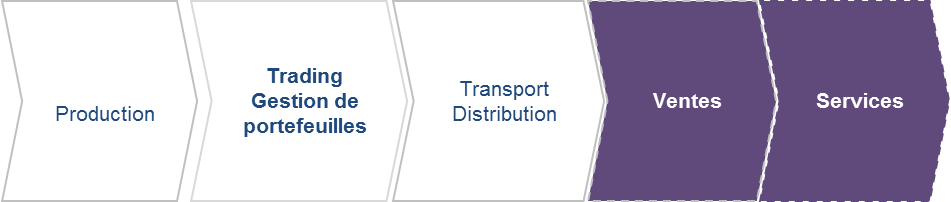 Production
Trading
Gestion de
portefeuilles
Transport
Distribution
Ventes
Services